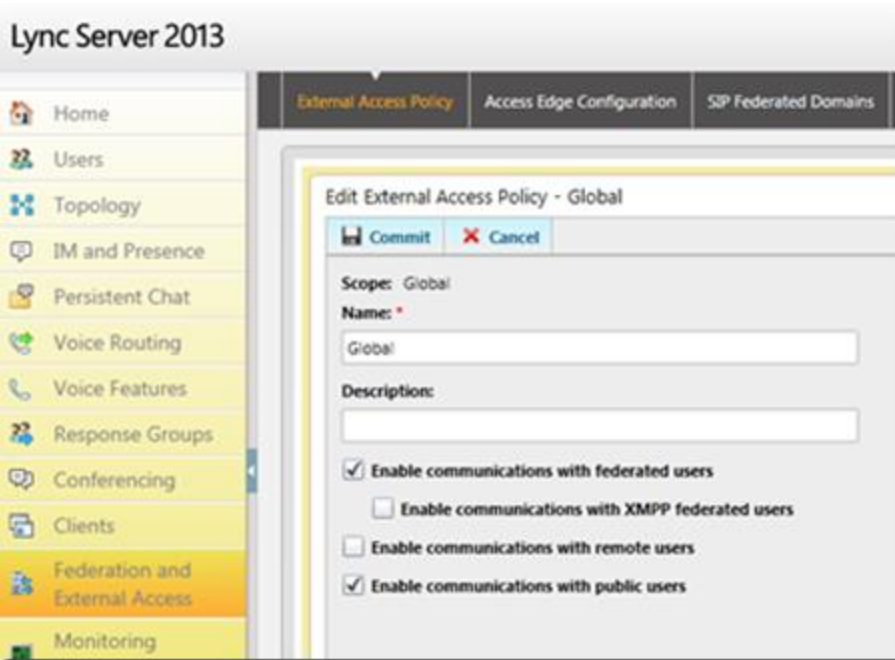 Lync Server 2013
Home
Users
Topology
IM and Presence
Persistent Chat
Voice Routing
Voice Features
Response Groups
Conferencing
Clients
Federation and
External Access
Monitoring
External Access Policy
Access Edge Configuration
SIP Federated Domains
Edit External Access Policy - Global
Commit
Cancel
Scope: Global
Name: *
Global
Description:
Enable communications with federated users
Enable communications with XMPP federated users
Enable communications with remote users
Enable communications with public users